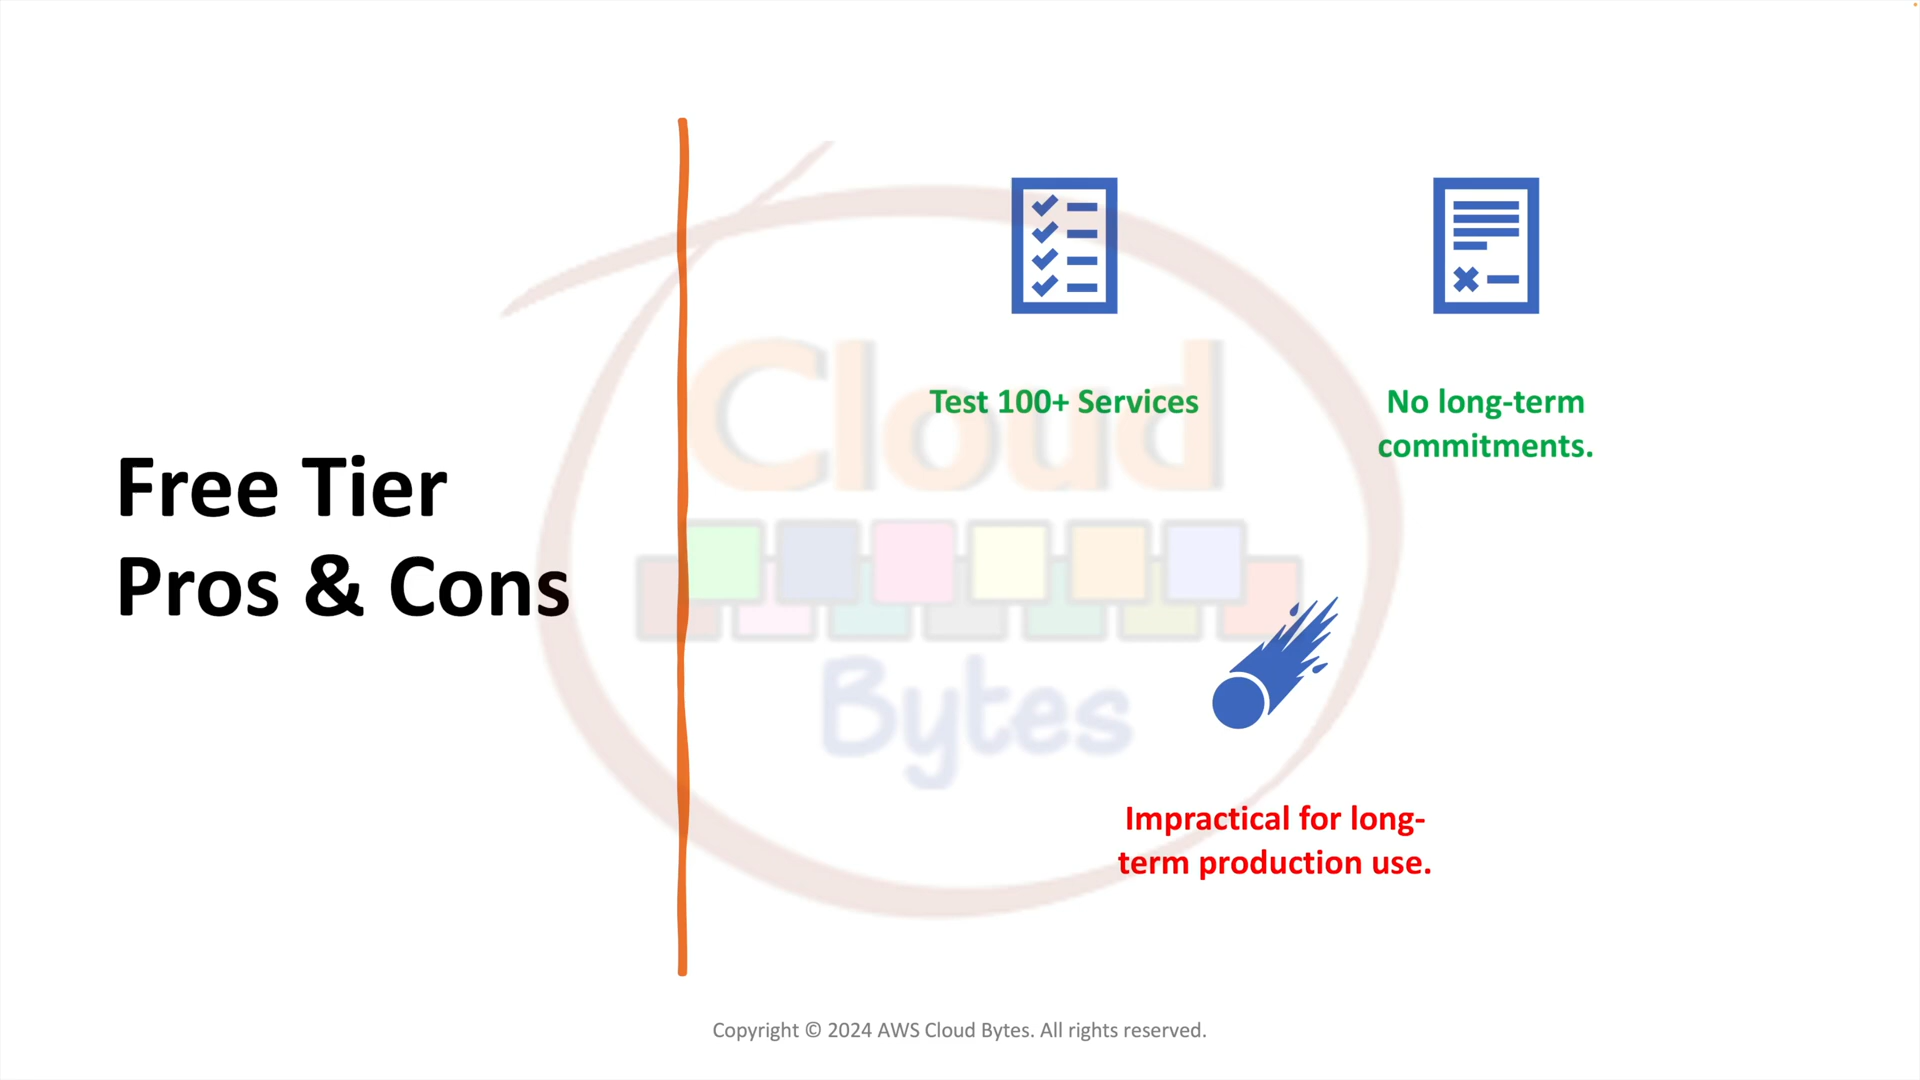 Free Tier
Pros & Cons
Test 100+ Services
No long-term
commitments.
Impractical for long-
term production use.
Cloud
Bytes
Copyright © 2024 AWS Cloud Bytes. All rights reserved.